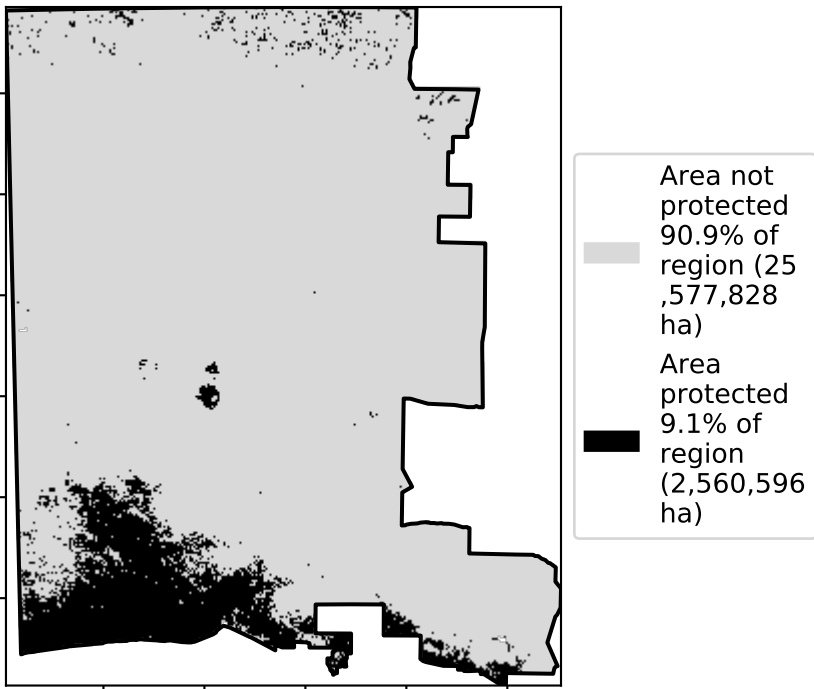 Area not
protected
90.9% of
region (25
,577,828
ha)
Area
protected
9.1% of
region
(2,560,596
ha)